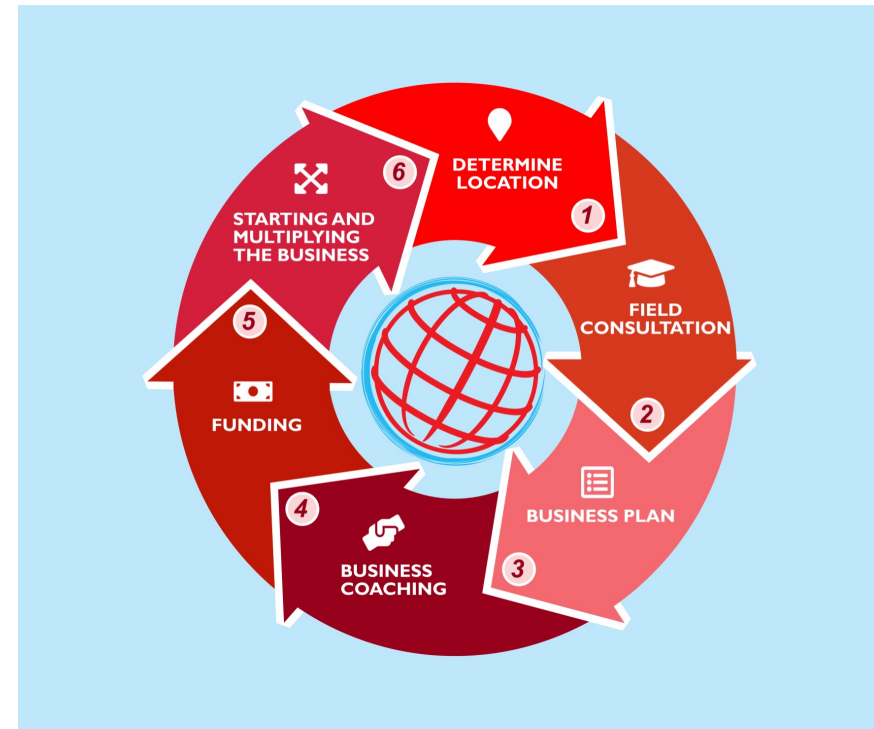 DETERMINE
LOCATION
1
FIELD
CONSULTATION
2
BUSINESS PLAN
3
BUSINESS
COACHING
4
FUNDING
5
STARTING AND
MULTIPLYING
THE BUSINESS
6